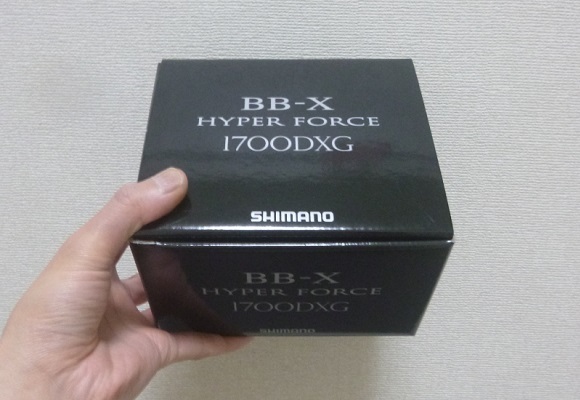 BB-X
HYPER FORCE
1700DXG
SHIMANO
BB-X
HYPER FORCE
1700DXG
SHIMANO